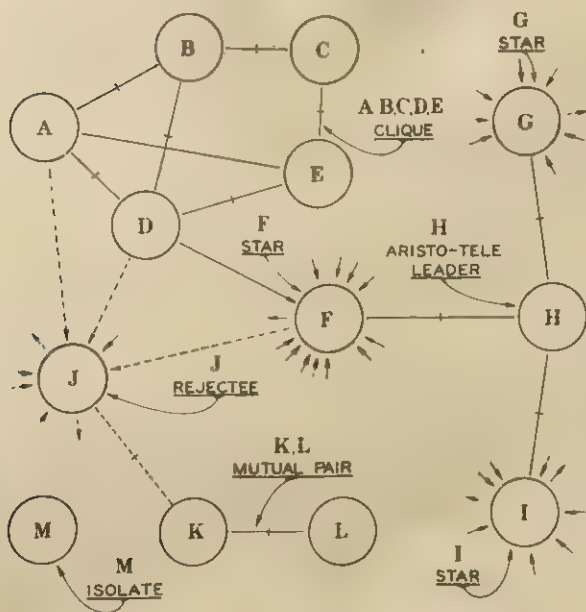 G
STAR
B
C
A B,C,D,E
CLIQUE
G
A
E
D
F
STAR
H
ARISTO-TELE
LEADER
F
H
J
J
REJECTEE
K,L
MUTUAL PAIR
I
M
K
L
M
ISOLATE
I
STAR